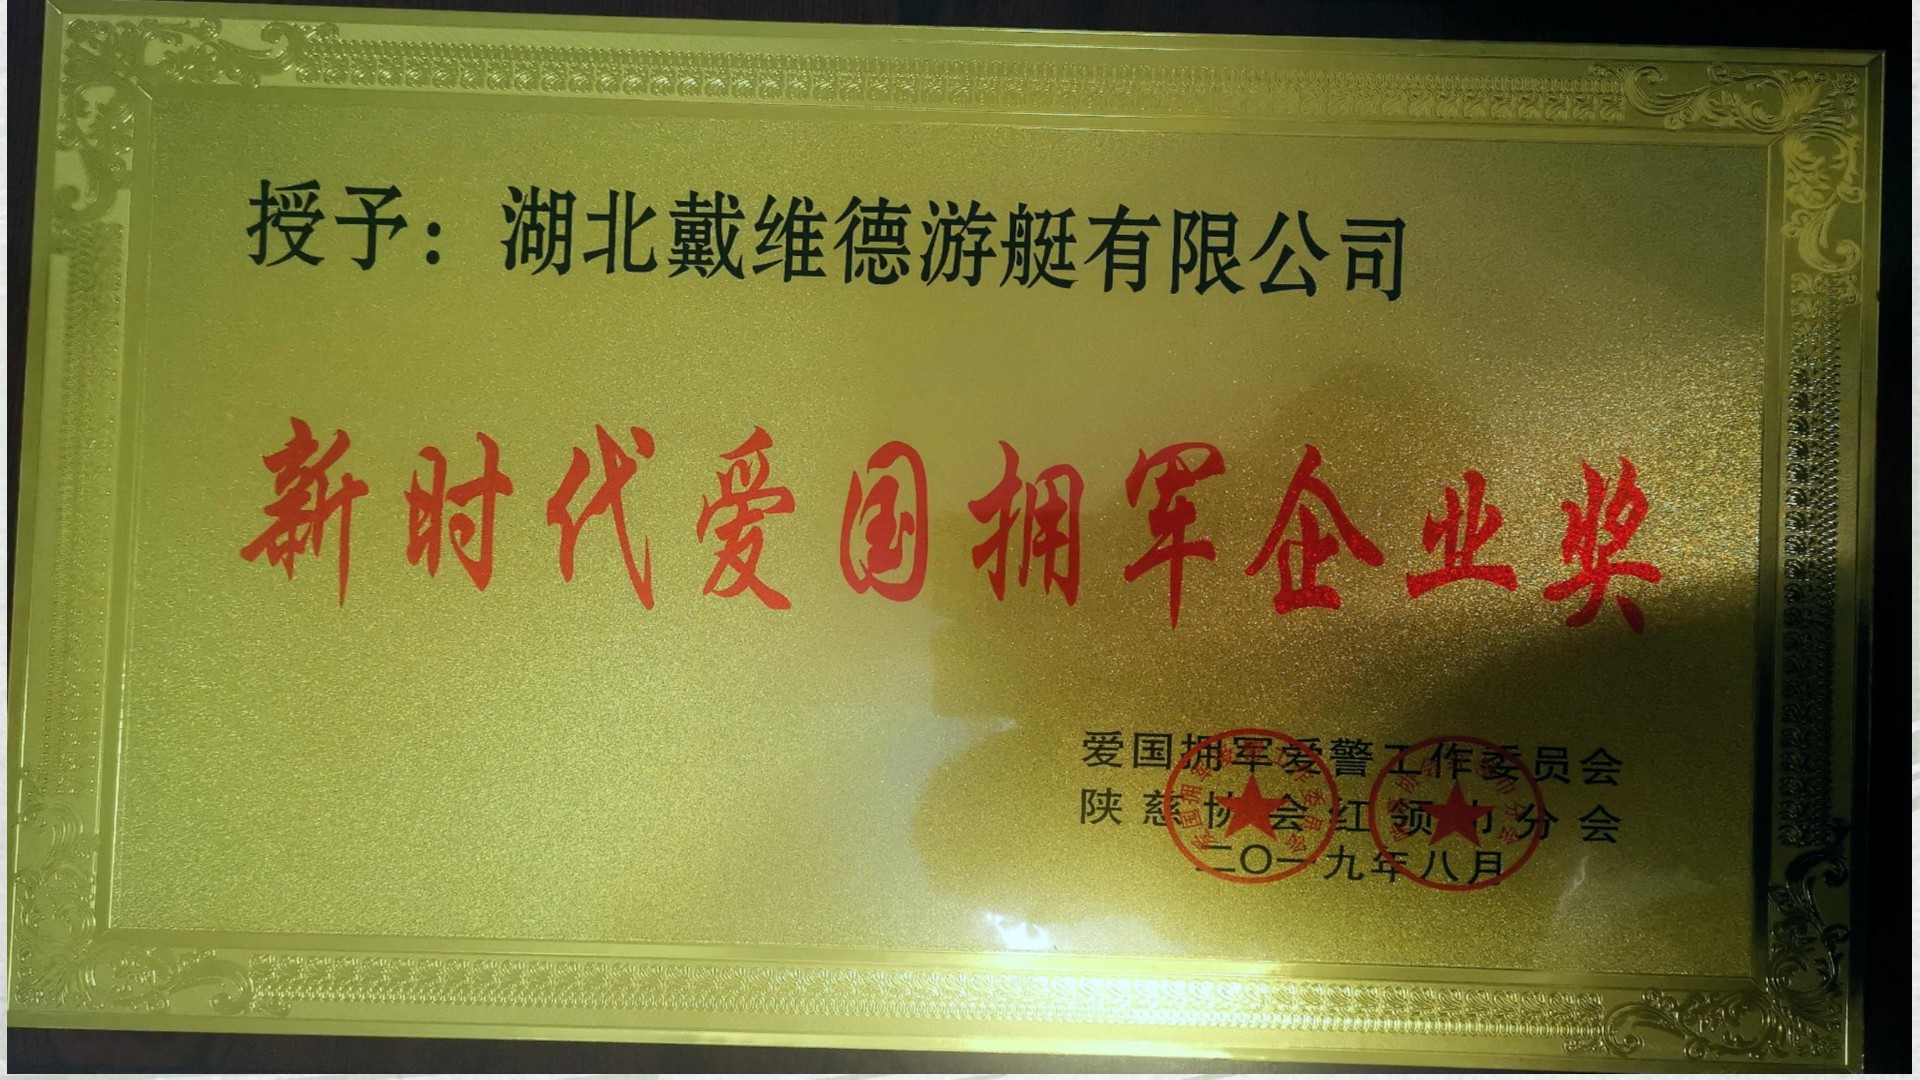 授予：湖北戴维德游艇有限公司
新时代爱国拥军企业奖
爱国拥军爱警工作委员会
陕慈协会红领巾分会
二〇一九年八月